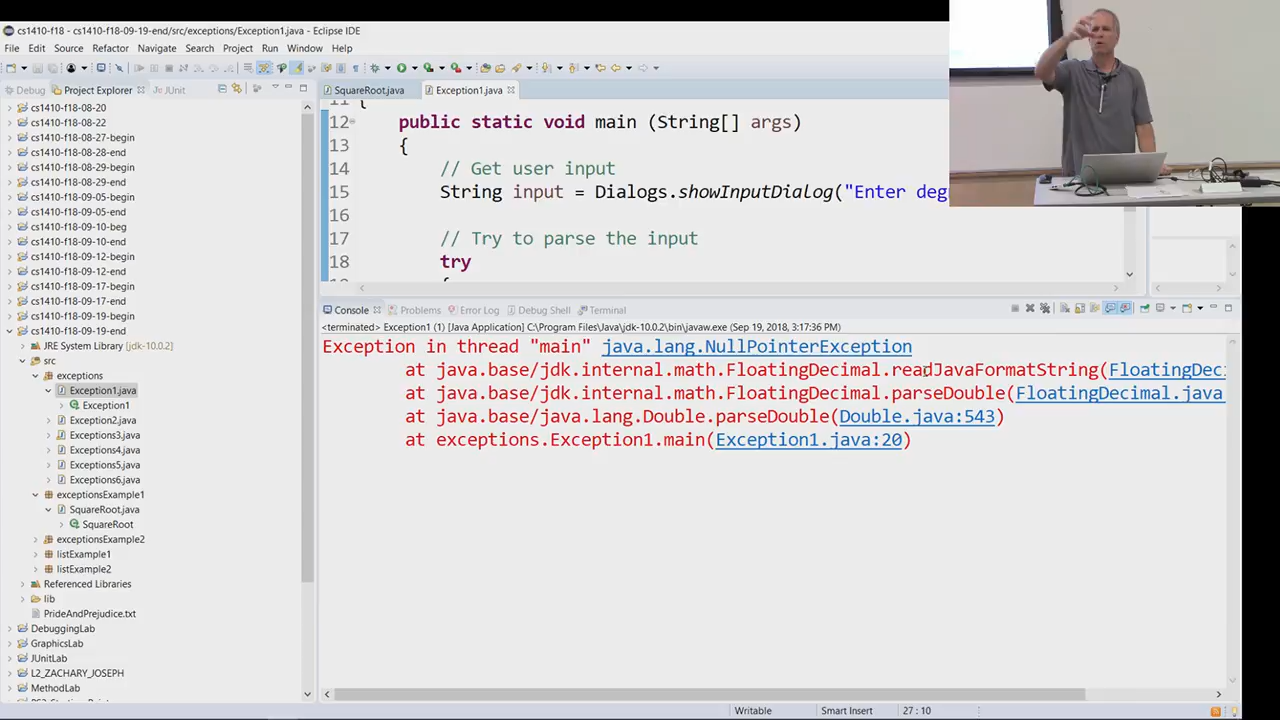 cs1410-f18 - cs1410-f18-09-19-end/src/exceptions/Exception1.java - Eclipse IDE
File Edit Source Refactor Navigate Search Project Run Window Help
Debug Project Explorer JUnit
cs1410-f18-08-20
cs1410-f18-08-22
cs1410-f18-08-27-begin
cs1410-f18-08-28-end
cs1410-f18-08-29-begin
cs1410-f18-08-29-end
cs1410-f18-09-05-begin
cs1410-f18-09-05-end
cs1410-f18-09-10-beg
cs1410-f18-09-10-end
cs1410-f18-09-12-begin
cs1410-f18-09-12-end
cs1410-f18-09-17-begin
cs1410-f18-09-17-end
cs1410-f18-09-19-begin
cs1410-f18-09-19-end
JRE System Library [jdk-10.0.2]
src
exceptions
Exception1.java
Exception1
Exception2.java
Exceptions3.java
Exceptions4.java
Exceptions5.java
Exceptions6.java
exceptionsExample1
SquareRoot.java
SquareRoot
exceptionsExample2
listExample1
listExample2
Referenced Libraries
lib
PrideAndPrejudice.txt
DebuggingLab
GraphicsLab
JUnitLab
L2_ZACHARY_JOSEPH
MethodLab
SquareRoot.java Exception1.java
11 {
12 public static void main (String[] args)
13 {
14 // Get user input
15 String input = Dialogs.showInputDialog("Enter deg
16
17 // Try to parse the input
18 try
Console Problems Error Log Debug Shell Terminal
<terminated> Exception1 (1) [Java Application] C:\Program Files\Java\jdk-10.0.2\bin\javaw.exe (Sep 19, 2018, 3:17:36 PM)
Exception in thread "main" java.lang.NullPointerException
at java.base/jdk.internal.math.FloatingDecimal.readJavaFormatString(FloatingDeci
at java.base/jdk.internal.math.FloatingDecimal.parseDouble(FloatingDecimal.java
at java.base/java.lang.Double.parseDouble(Double.java:543)
at exceptions.Exception1.main(Exception1.java:20)
Writable Smart Insert 27 : 10